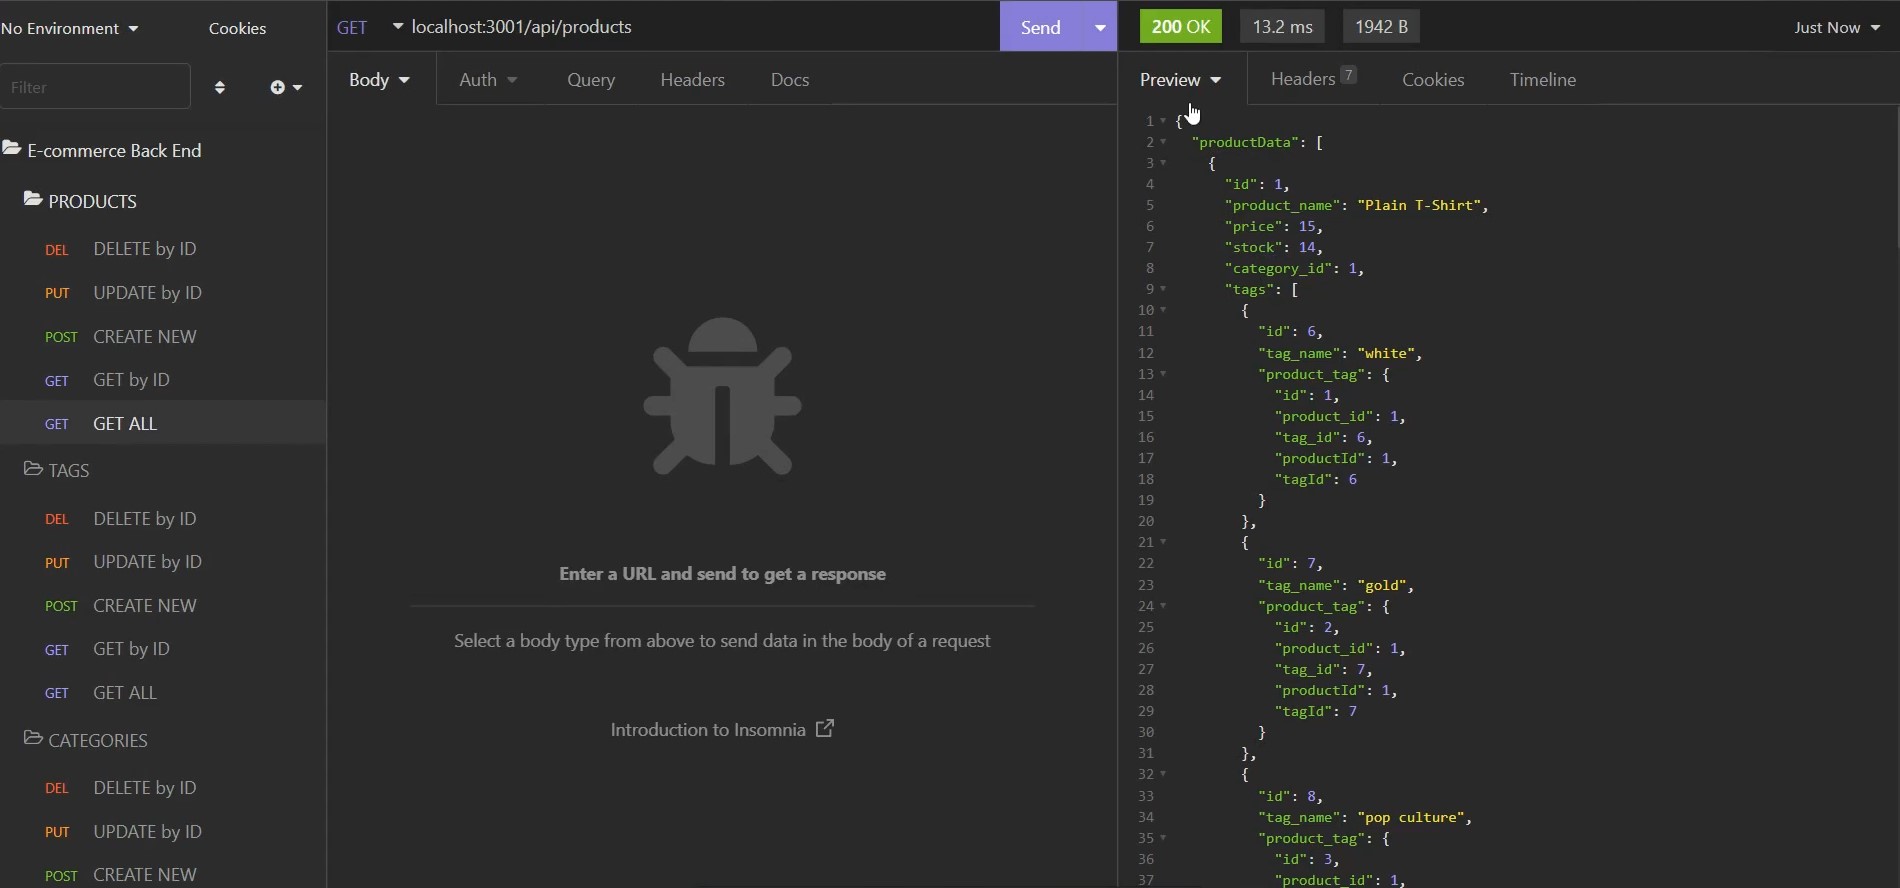 No Environment
Cookies
Filter
E-commerce Back End
PRODUCTS
DEL DELETE by ID
PUT UPDATE by ID
POST CREATE NEW
GET GET by ID
GET GET ALL
TAGS
DEL DELETE by ID
PUT UPDATE by ID
POST CREATE NEW
GET GET by ID
GET GET ALL
CATEGORIES
DEL DELETE by ID
PUT UPDATE by ID
POST CREATE NEW
GET localhost:3001/api/products Send
Body Auth Query Headers Docs
Enter a URL and send to get a response
Select a body type from above to send data in the body of a request
Introduction to Insomnia
200 OK 13.2 ms 1942 B Just Now
Preview Headers 7 Cookies Timeline
1 {
2 "productData": [
3 {
4 "id": 1,
5 "product_name": "Plain T-Shirt",
6 "price": 15,
7 "stock": 14,
8 "category_id": 1,
9 "tags": [
10 {
11 "id": 6,
12 "tag_name": "white",
13 "product_tag": {
14 "id": 1,
15 "product_id": 1,
16 "tag_id": 6,
17 "productId": 1,
18 "tagId": 6
19 }
20 },
21 {
22 "id": 7,
23 "tag_name": "gold",
24 "product_tag": {
25 "id": 2,
26 "product_id": 1,
27 "tag_id": 7,
28 "productId": 1,
29 "tagId": 7
30 }
31 },
32 {
33 "id": 8,
34 "tag_name": "pop culture",
35 "product_tag": {
36 "id": 3,
37 "product_id": 1,